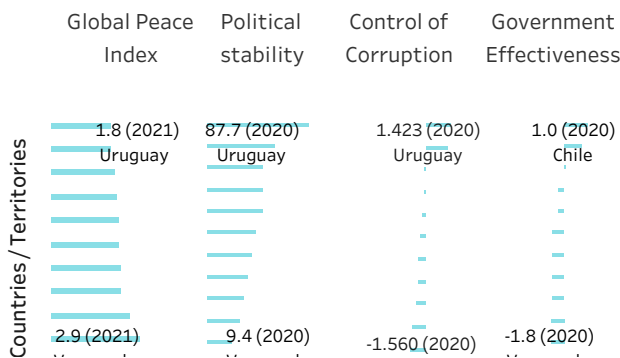 Global Peace Index
Political stability
Control of Corruption
Government Effectiveness
Countries / Territories
1.8 (2021)
Uruguay
87.7 (2020)
Uruguay
1.423 (2020)
Uruguay
1.0 (2020)
Chile
2.9 (2021)
9.4 (2020)
-1.560 (2020)
-1.8 (2020)